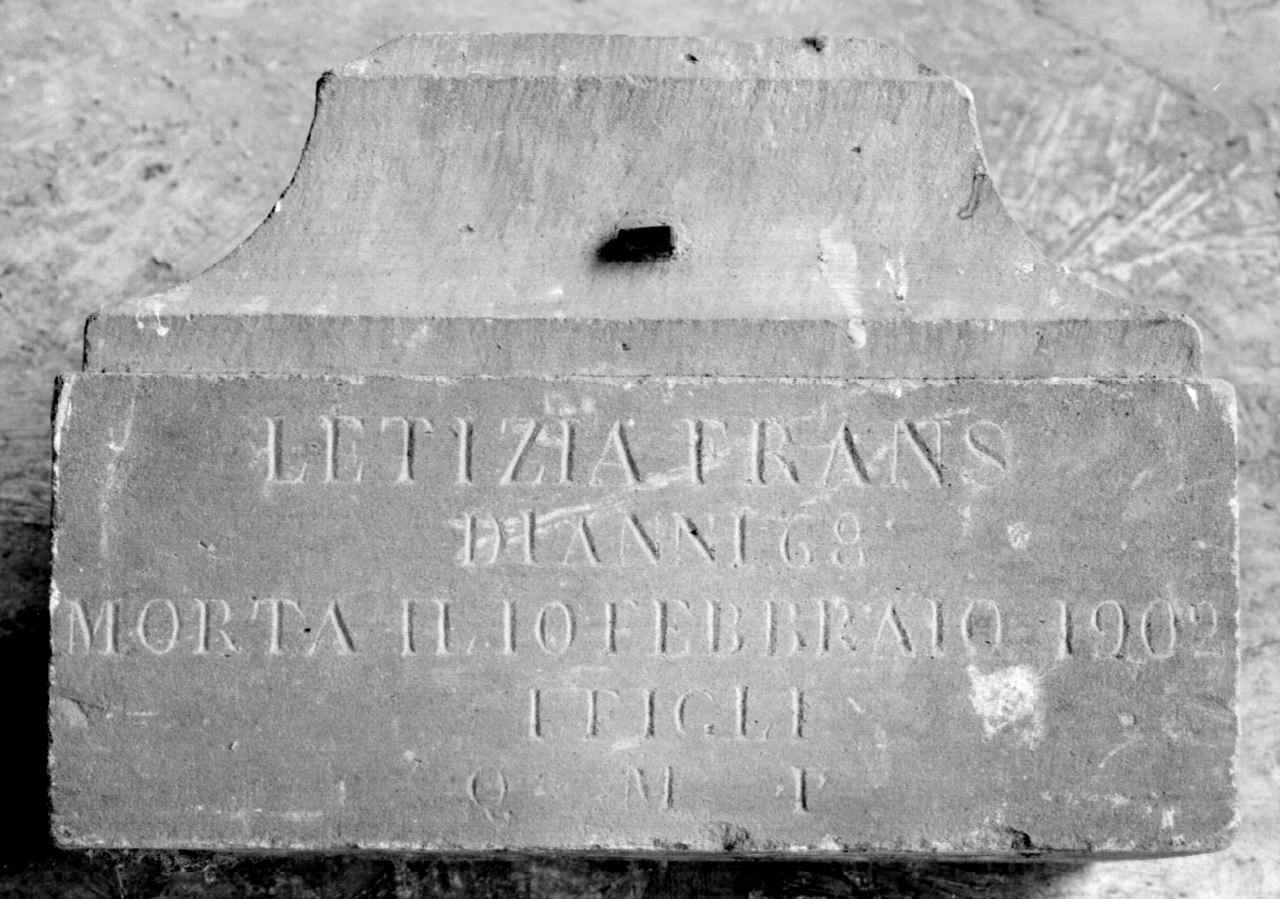 LETIZIA FRANS
DI ANNI 68
MORTA IL 10 FEBBRAIO 1902
I FIGLI
Q M P